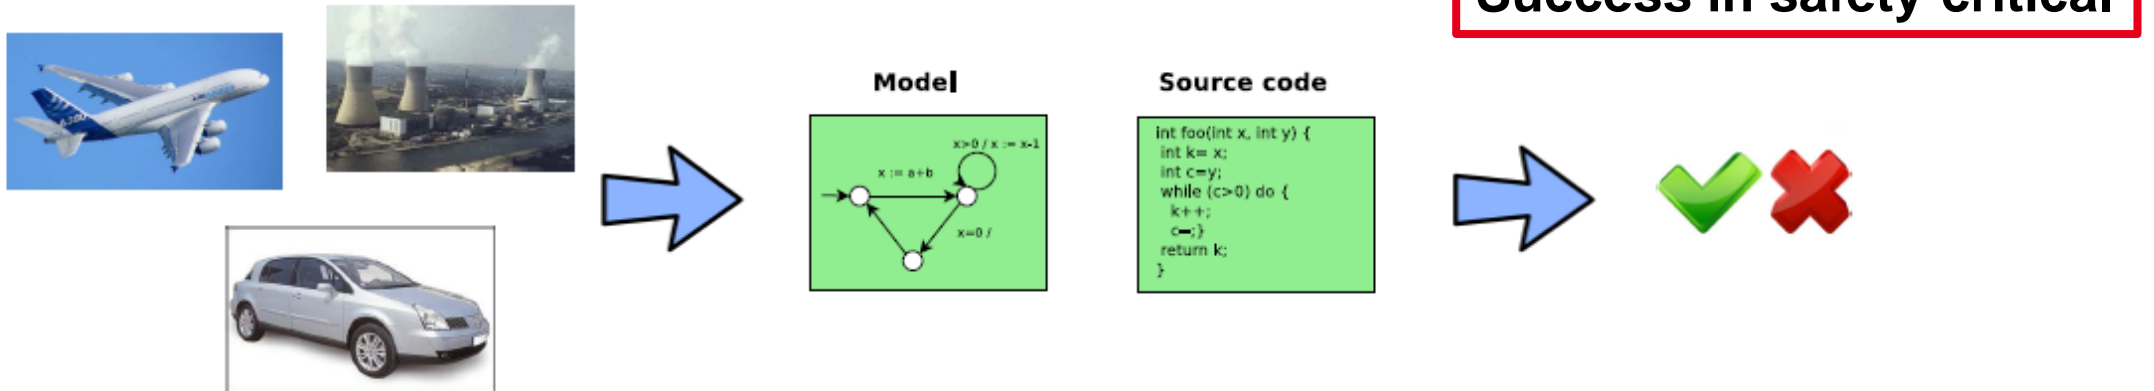 Success in safety-critical
Model
Source code
x>0 / x := x-1
x := a+b
x=0 /
int foo(int x, int y) {
int k= x;
int c=y;
while (c>0) do {
k++;
c--;}
return k;
}
A380